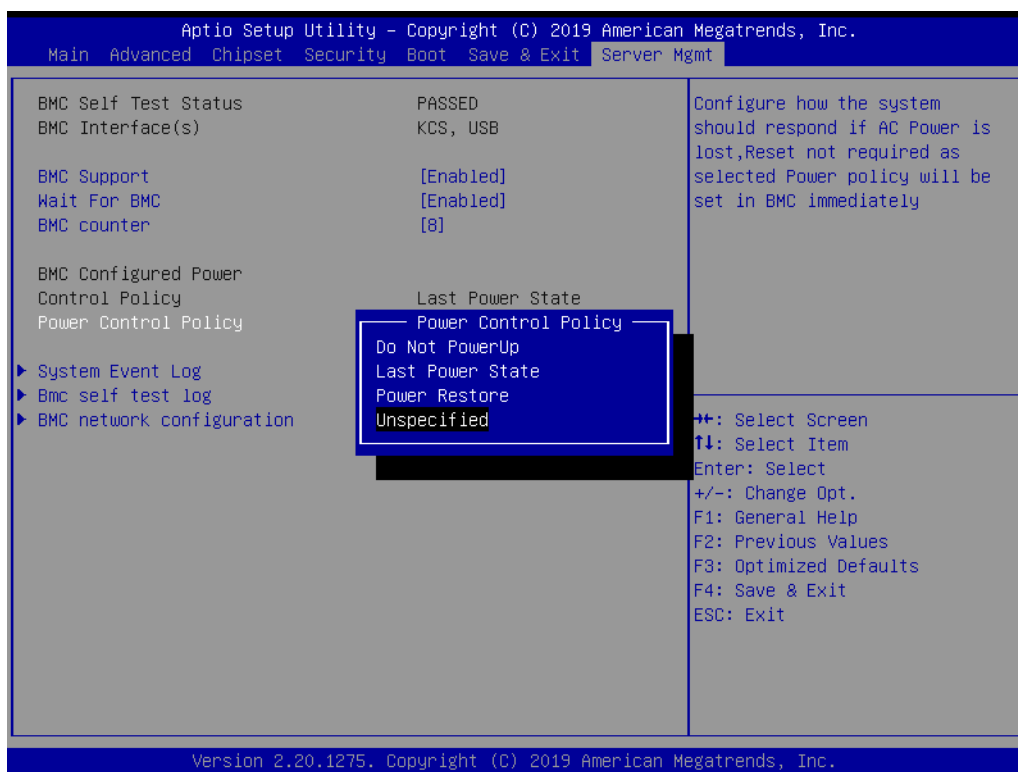 Aptio Setup Utility – Copyright (C) 2019 American Megatrends, Inc.
Main Advanced Chipset Security Boot Save & Exit Server Mgmt
BMC Self Test Status PASSED
BMC Interface(s) KCS, USB
BMC Support [Enabled]
Wait For BMC [Enabled]
BMC counter [8]
BMC Configured Power
Control Policy Last Power State
Power Control Policy
Power Control Policy
Do Not PowerUp
Last Power State
Power Restore
Unspecified
System Event Log
Bmc self test log
BMC network configuration
Configure how the system
should respond if AC Power is
lost,Reset not required as
selected Power policy will be
set in BMC immediately
→←: Select Screen
↑↓: Select Item
Enter: Select
+/-: Change Opt.
F1: General Help
F2: Previous Values
F3: Optimized Defaults
F4: Save & Exit
ESC: Exit
Version 2.20.1275. Copyright (C) 2019 American Megatrends, Inc.